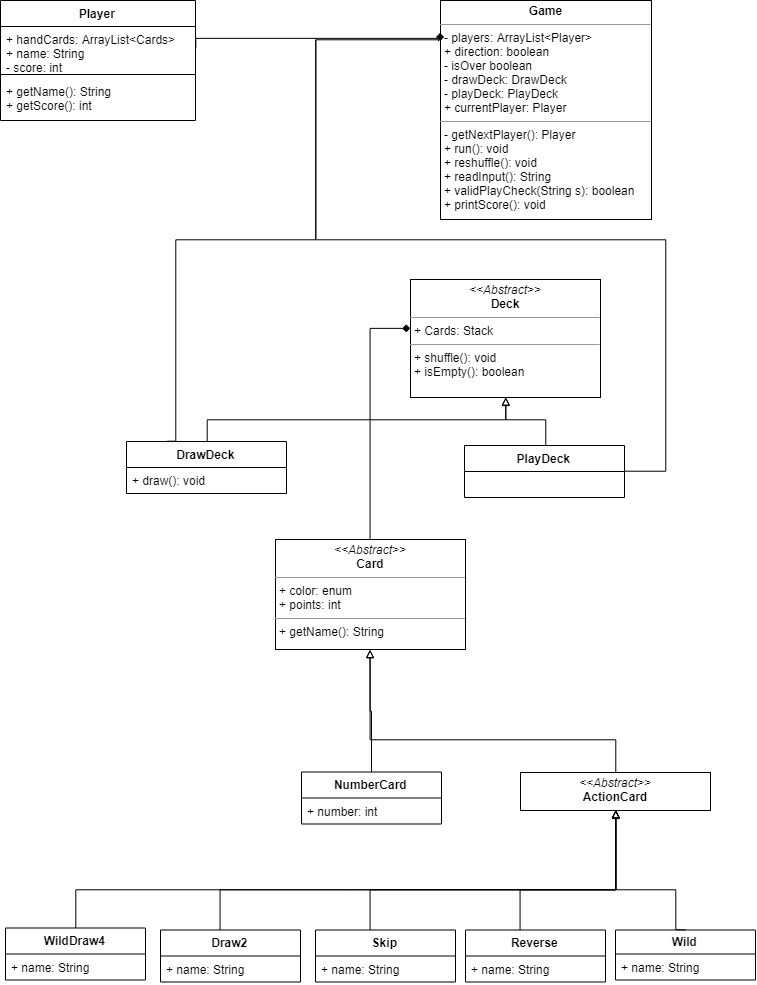 Player
+ handCards: ArrayList<Cards>
+ name: String
- score: int
+ getName(): String
+ getScore(): int
Game
- players: ArrayList<Player>
+ direction: boolean
- isOver boolean
- drawDeck: DrawDeck
- playDeck: PlayDeck
+ currentPlayer: Player
- getNextPlayer(): Player
+ run(): void
+ reshuffle(): void
+ readInput(): String
+ validPlayCheck(String s): boolean
+ printScore(): void
<<Abstract>>
Deck
+ Cards: Stack
+ shuffle(): void
+ isEmpty(): boolean
DrawDeck
+ draw(): void
PlayDeck
<<Abstract>>
Card
+ color: enum
+ points: int
+ getName(): String
NumberCard
+ number: int
<<Abstract>>
ActionCard
WildDraw4
+ name: String
Draw2
+ name: String
Skip
+ name: String
Reverse
+ name: String
Wild
+ name: String